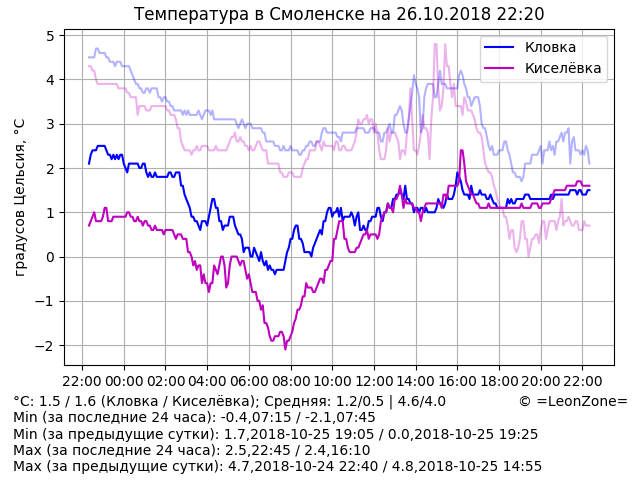 Температура в Смоленске на 26.10.2018 22:20
градусов Цельсия, °C
5
4
3
2
1
0
−1
−2
Кловка
Киселёвка
22:00 00:00 02:00 04:00 06:00 08:00 10:00 12:00 14:00 16:00 18:00 20:00 22:00
°C: 1.5 / 1.6 (Кловка / Киселёвка); Средняя: 1.2/0.5 | 4.6/4.0 © =LeonZone=
Min (за последние 24 часа): -0.4,07:15 / -2.1,07:45
Min (за предыдущие сутки): 1.7,2018-10-25 19:05 / 0.0,2018-10-25 19:25
Max (за последние 24 часа): 2.5,22:45 / 2.4,16:10
Max (за предыдущие сутки): 4.7,2018-10-24 22:40 / 4.8,2018-10-25 14:55